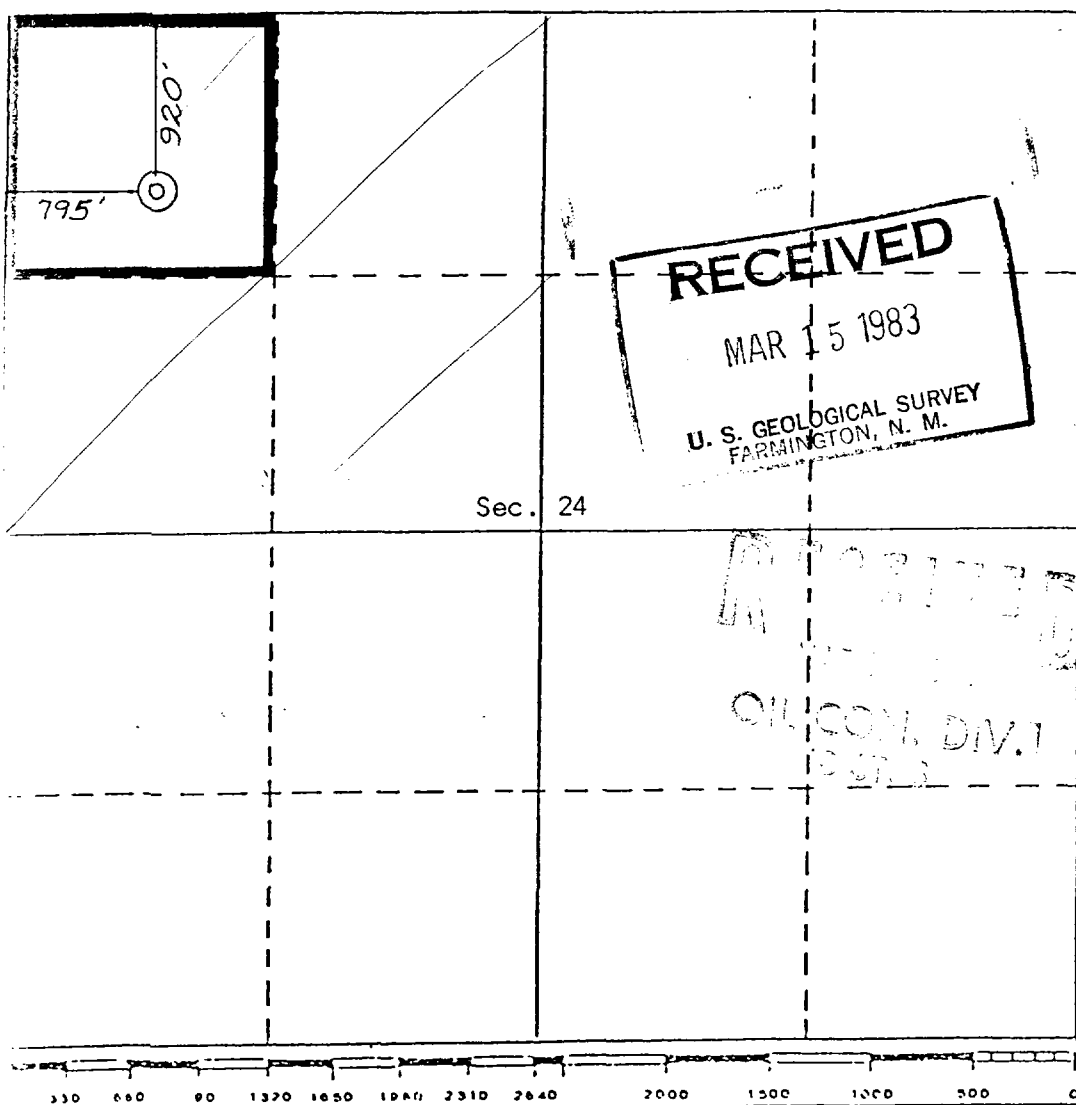 920'
795'
RECEIVED
MAR 15 1983
U. S. GEOLOGICAL SURVEY
FARMINGTON, N. M.
Sec. 24
OIL CON. DIV.
330 660 90 1320 1650 1980 2310 2640 2000 1500 1000 500 0